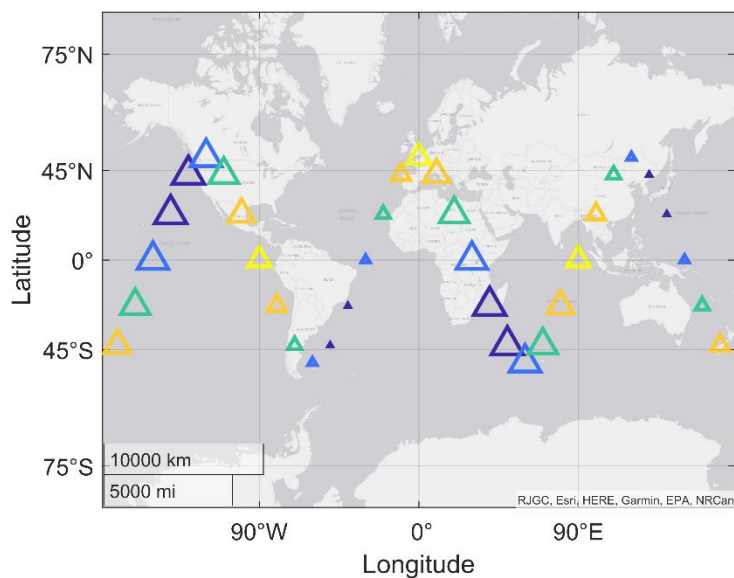 75°N
45°N
0°
45°S
75°S
Latitude
10000 km
5000 mi
RJGC, Esri, HERE, Garmin, EPA, NRCan
90°W
0°
90°E
Longitude